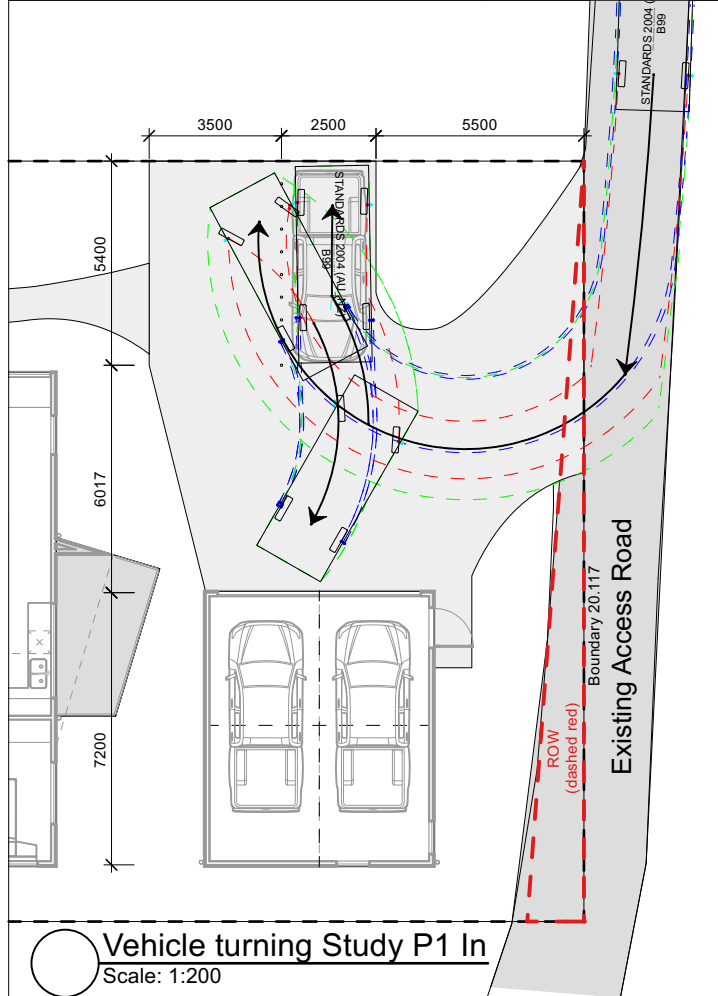 STANDARDS 2004 (
B99
3500
2500
5500
5400
STANDARDS 2004 (AU
B99
6017
7200
Boundary 20.117
Existing Access Road
ROW
(dashed red)
Vehicle turning Study P1 In
Scale: 1:200